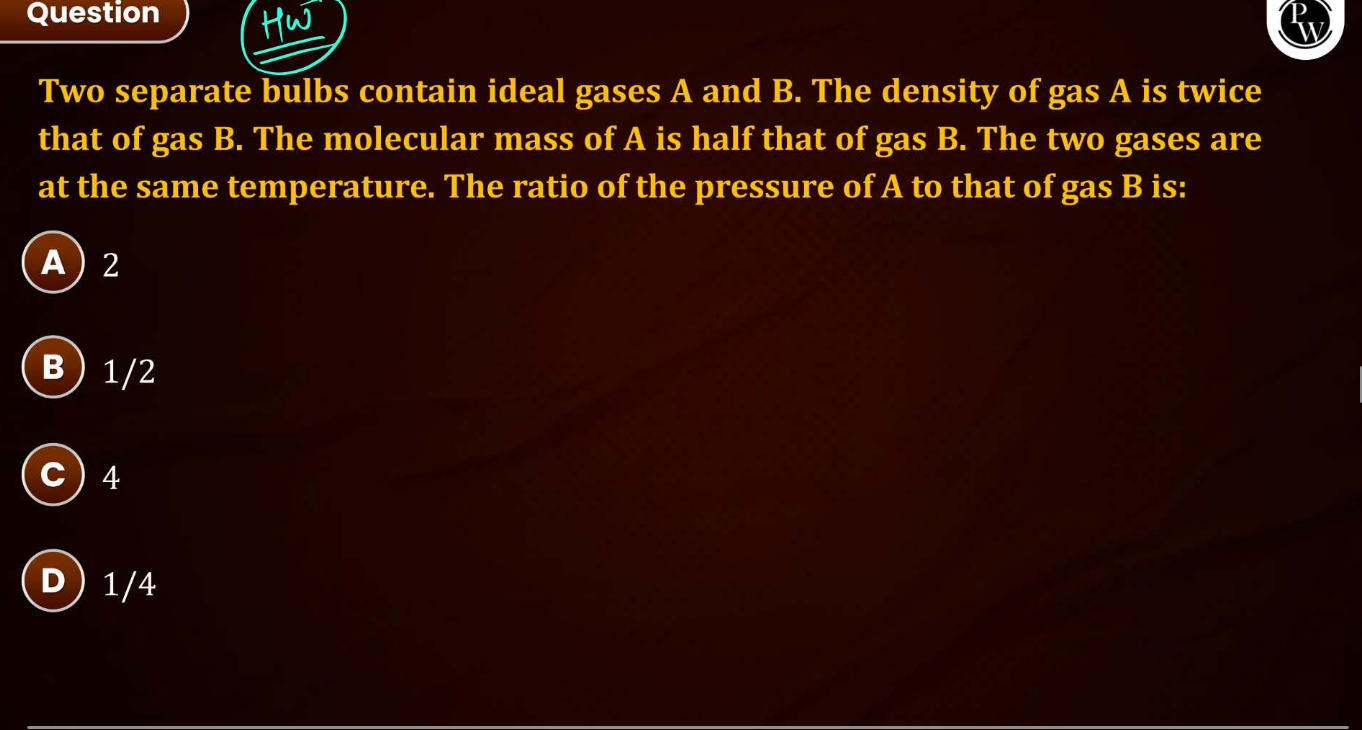 Question
HW
PW
Two separate bulbs contain ideal gases A and B. The density of gas A is twice
that of gas B. The molecular mass of A is half that of gas B. The two gases are
at the same temperature. The ratio of the pressure of A to that of gas B is:
A 2
B 1/2
C 4
D 1/4